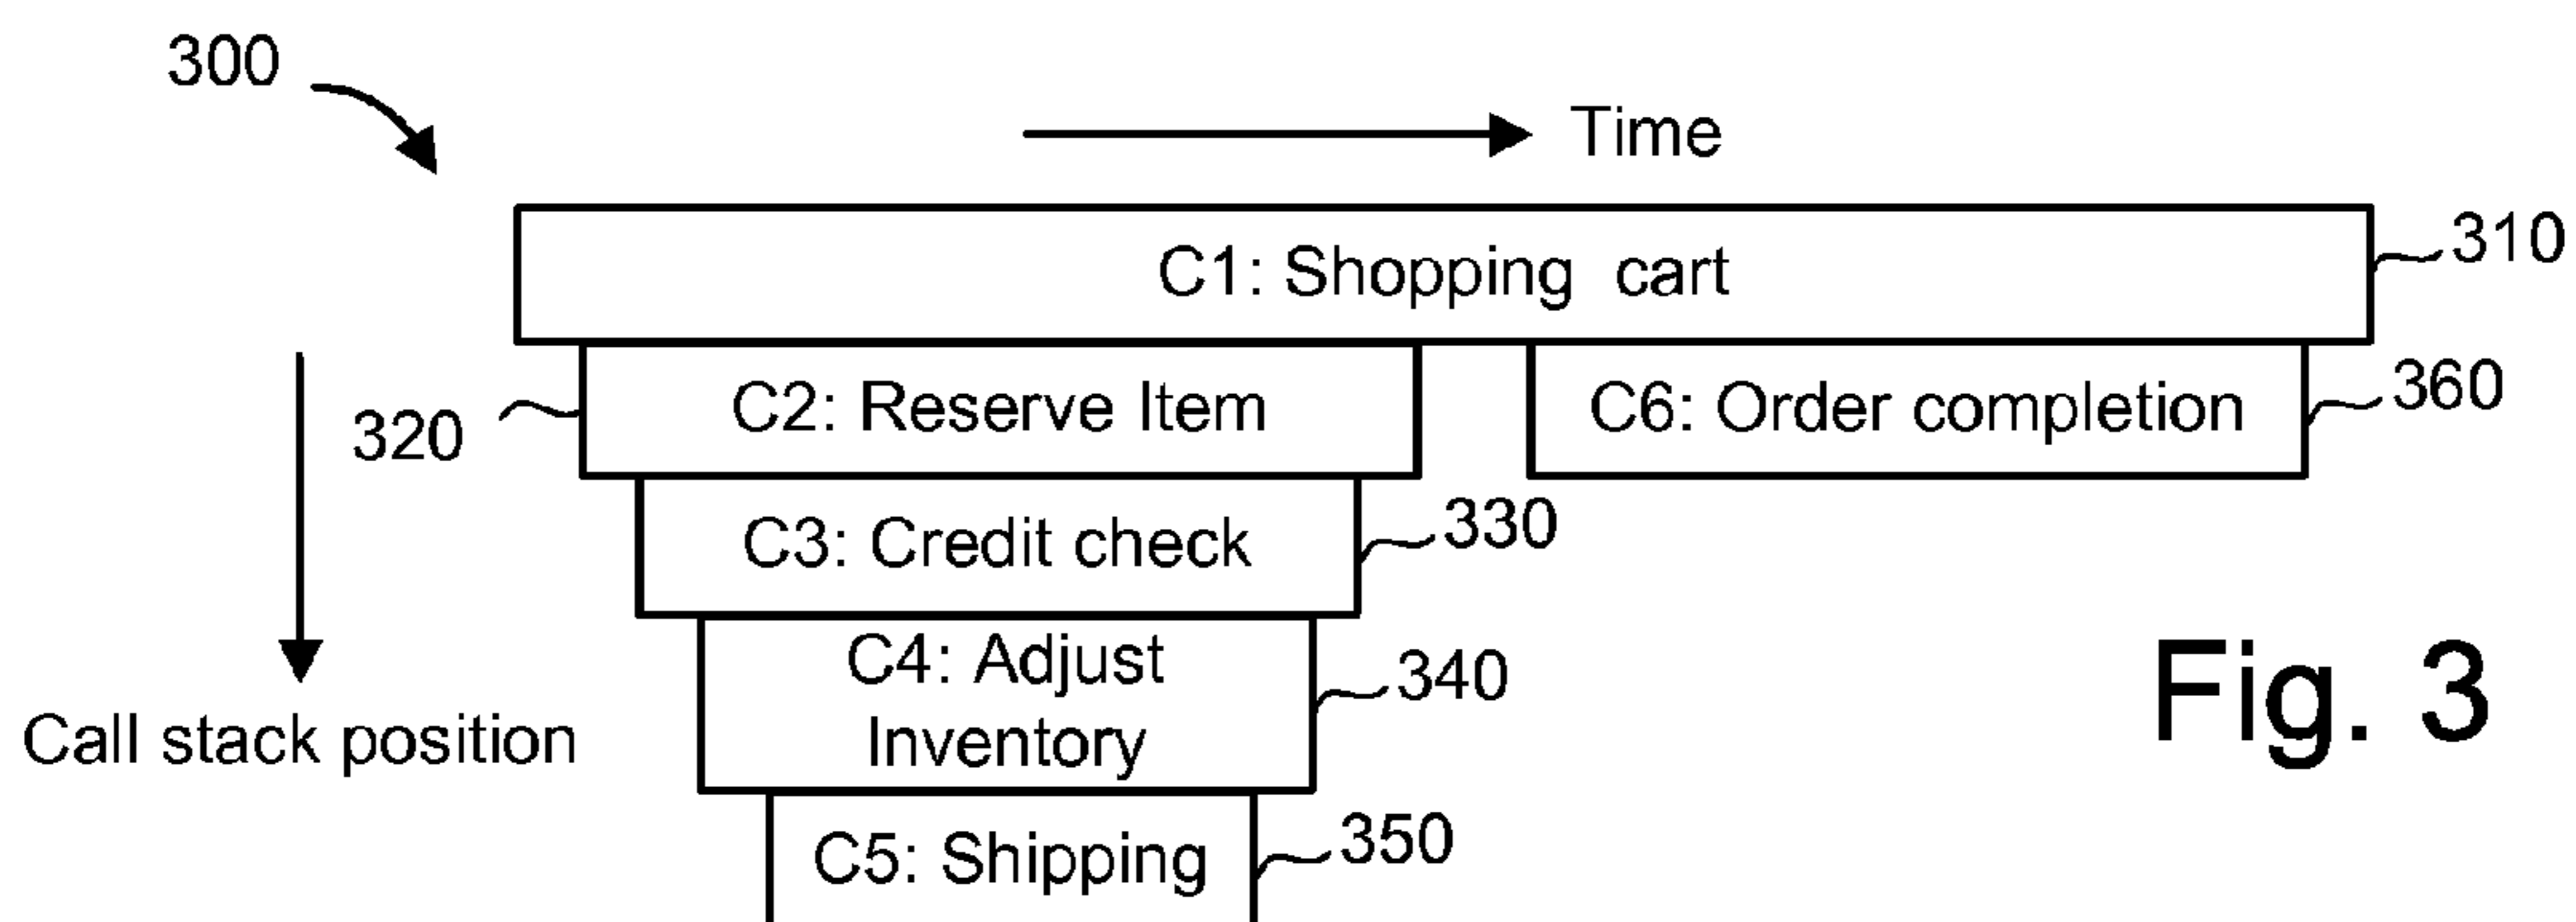 300
Time
C1: Shopping cart
310
C2: Reserve Item
C6: Order completion
360
320
C3: Credit check
330
C4: Adjust
Inventory
340
Call stack position
C5: Shipping
350
Fig. 3